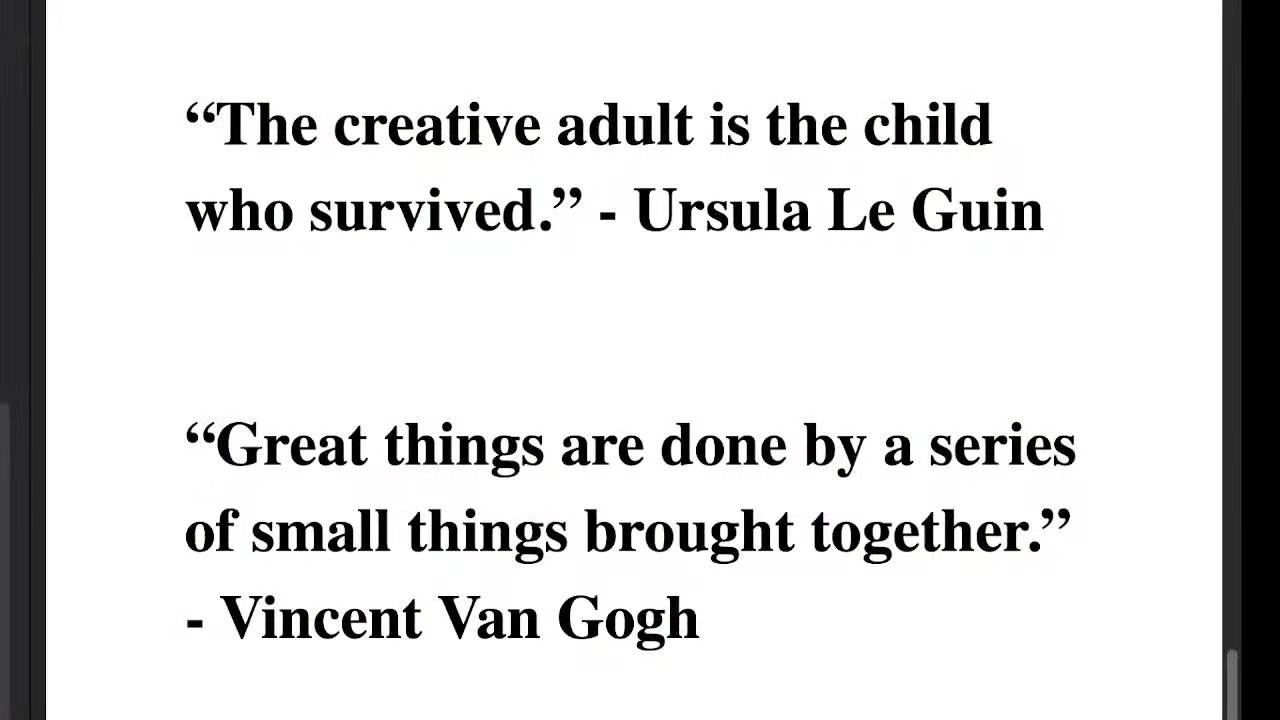 “The creative adult is the child
who survived.” - Ursula Le Guin
“Great things are done by a series
of small things brought together.”
- Vincent Van Gogh